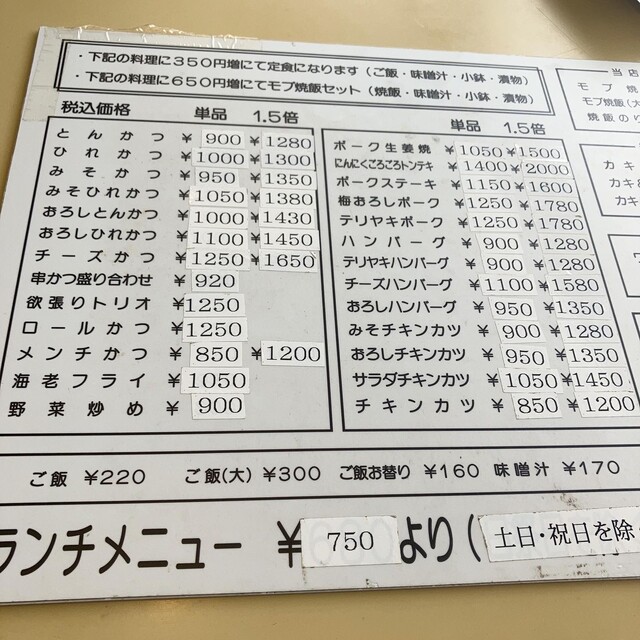 ・下記の料理に350円増にて定食になります(ご飯・味噌汁・小鉢・漬物)
・下記の料理に650円増にてモブ焼飯セット(焼飯・味噌汁・小鉢・漬物)
税込価格 単品 1.5倍
とんかつ ¥900 ¥1280
ひれかつ ¥1000 ¥1300
みそかつ ¥950 ¥1350
みそひれかつ ¥1050 ¥1380
おろしとんかつ ¥1000 ¥1430
おろしひれかつ ¥1100 ¥1450
チーズかつ ¥1250 ¥1650
串かつ盛り合わせ ¥920
欲張りトリオ ¥1250
ロールかつ ¥1250
メンチかつ ¥850 ¥1200
海老フライ ¥1050
野菜炒め ¥900
単品 1.5倍
ポーク生姜焼 ¥1050 ¥1500
にんにくごろごろトンテキ ¥1400 ¥2000
ポークステーキ ¥1150 ¥1600
梅おろしポーク ¥1250 ¥1780
テリヤキポーク ¥1250 ¥1780
ハンバーグ ¥900 ¥1280
テリヤキハンバーグ ¥900 ¥1280
チーズハンバーグ ¥1100 ¥1580
おろしハンバーグ ¥950 ¥1350
みそチキンカツ ¥900 ¥1280
おろしチキンカツ ¥950 ¥1350
サラダチキンカツ ¥1050 ¥1450
チキンカツ ¥850 ¥1200
当店
モブ焼
モブ焼飯(大
焼飯のり
カキ
カキ
カキ
ご飯 ¥220 ご飯(大) ¥300 ご飯お替り ¥160 味噌汁 ¥170
ランチメニュー ¥750より(土日・祝日を除